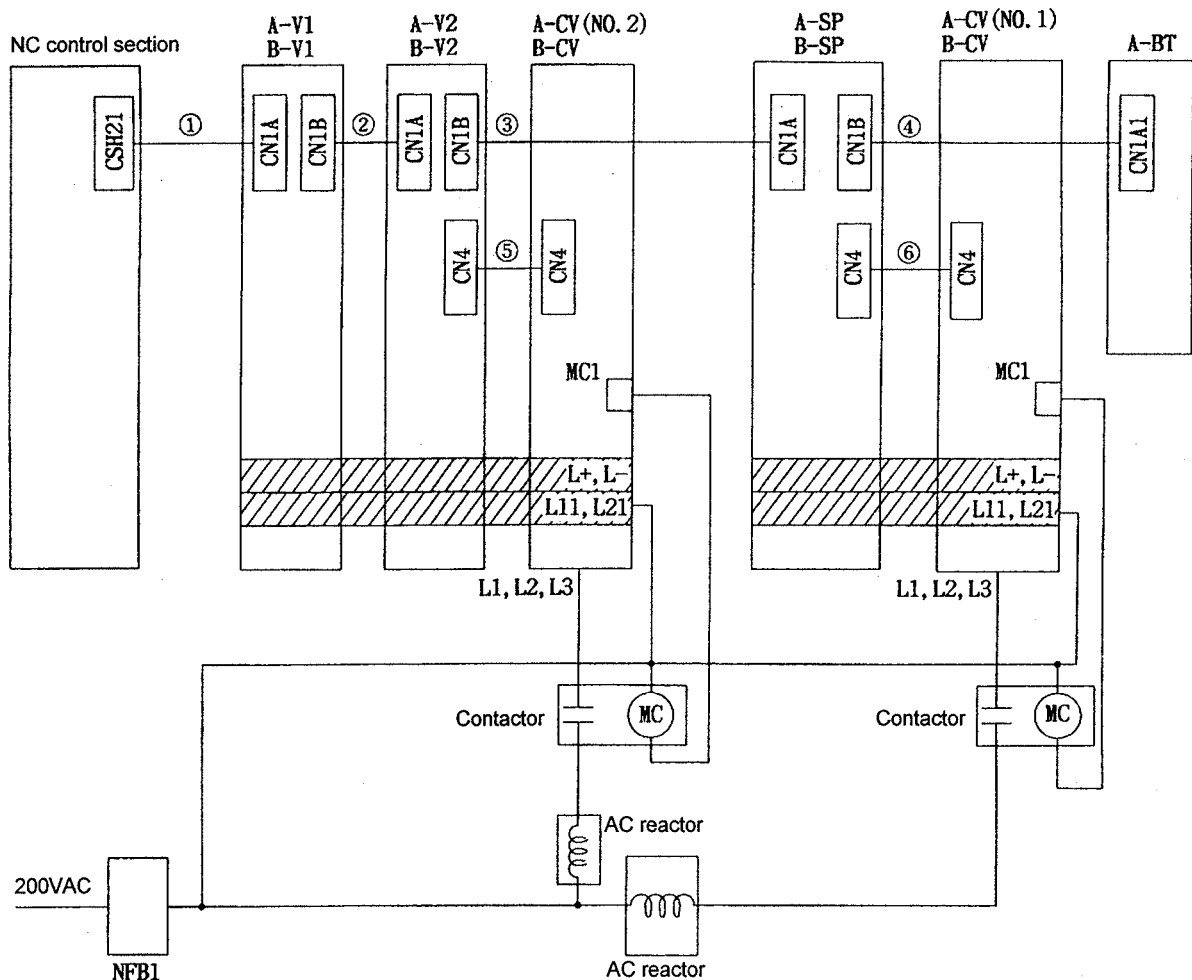 NC control section
A-V1
B-V1
A-V2
B-V2
A-CV(NO. 2)
B-CV
A-SP
B-SP
A-CV(NO. 1)
B-CV
A-BT
CSH21
①
CN1A
CN1B
②
CN1A
CN1B
③
CN1A
CN1B
④
CN1A1
CN4
⑤
CN4
CN4
⑥
CN4
MC1
MC1
L+, L-
L11, L21
L+, L-
L11, L21
L1, L2, L3
L1, L2, L3
Contactor
MC
Contactor
MC
AC reactor
200VAC
NFB1
AC reactor